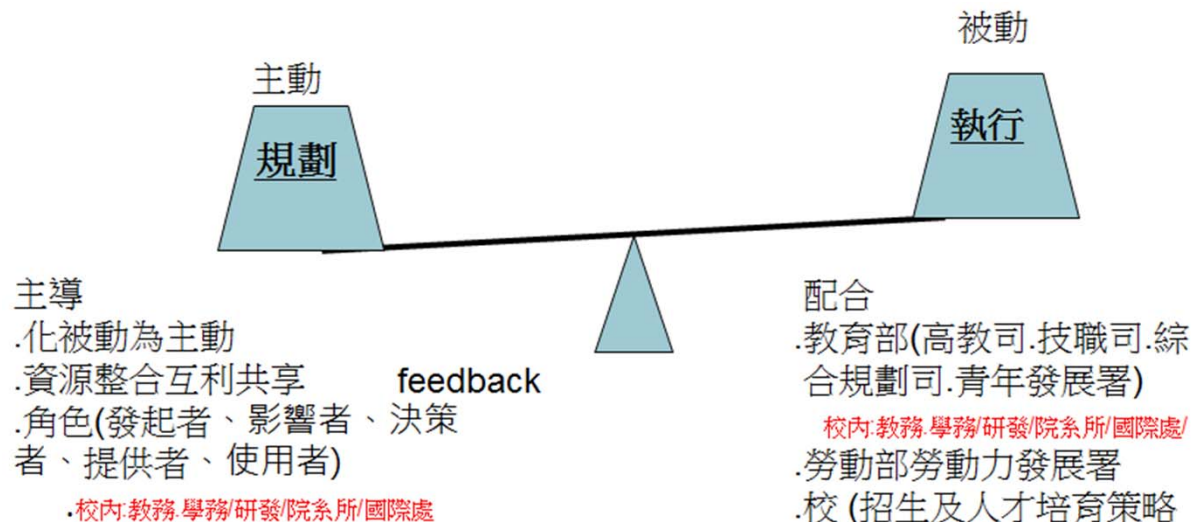 主動
規劃
被動
執行
主導
.化被動為主動
.資源整合互利共享
feedback
.角色(發起者、影響者、決策
者、提供者、使用者)
.校內:教務.學務/研發/院系所/國際處
配合
.教育部(高教司.技職司.綜
合規劃司.青年發展署)
校內:教務.學務/研發/院系所/國際處/
.勞動部勞動力發展署
.校 (招生及人才培育策略